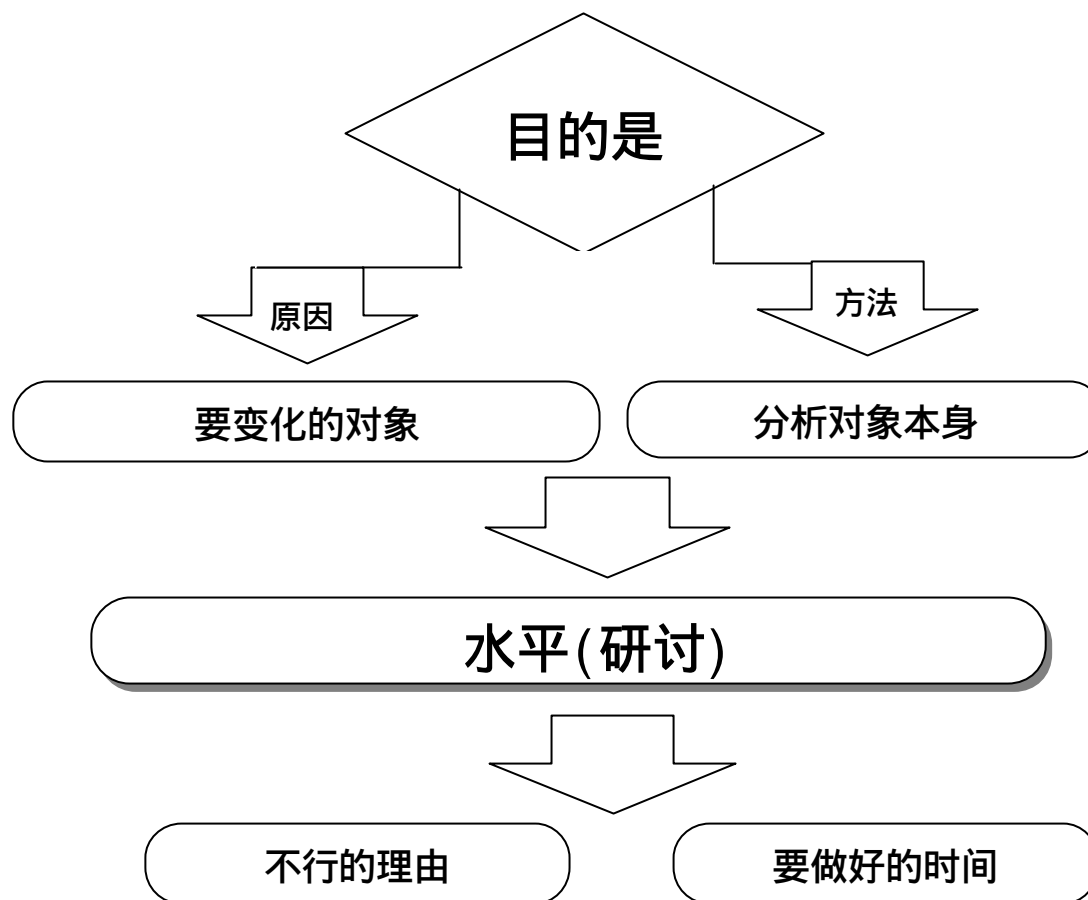 目的是
原因
方法
要变化的对象
分析对象本身
水平(研讨)
不行的理由
要做好的时间